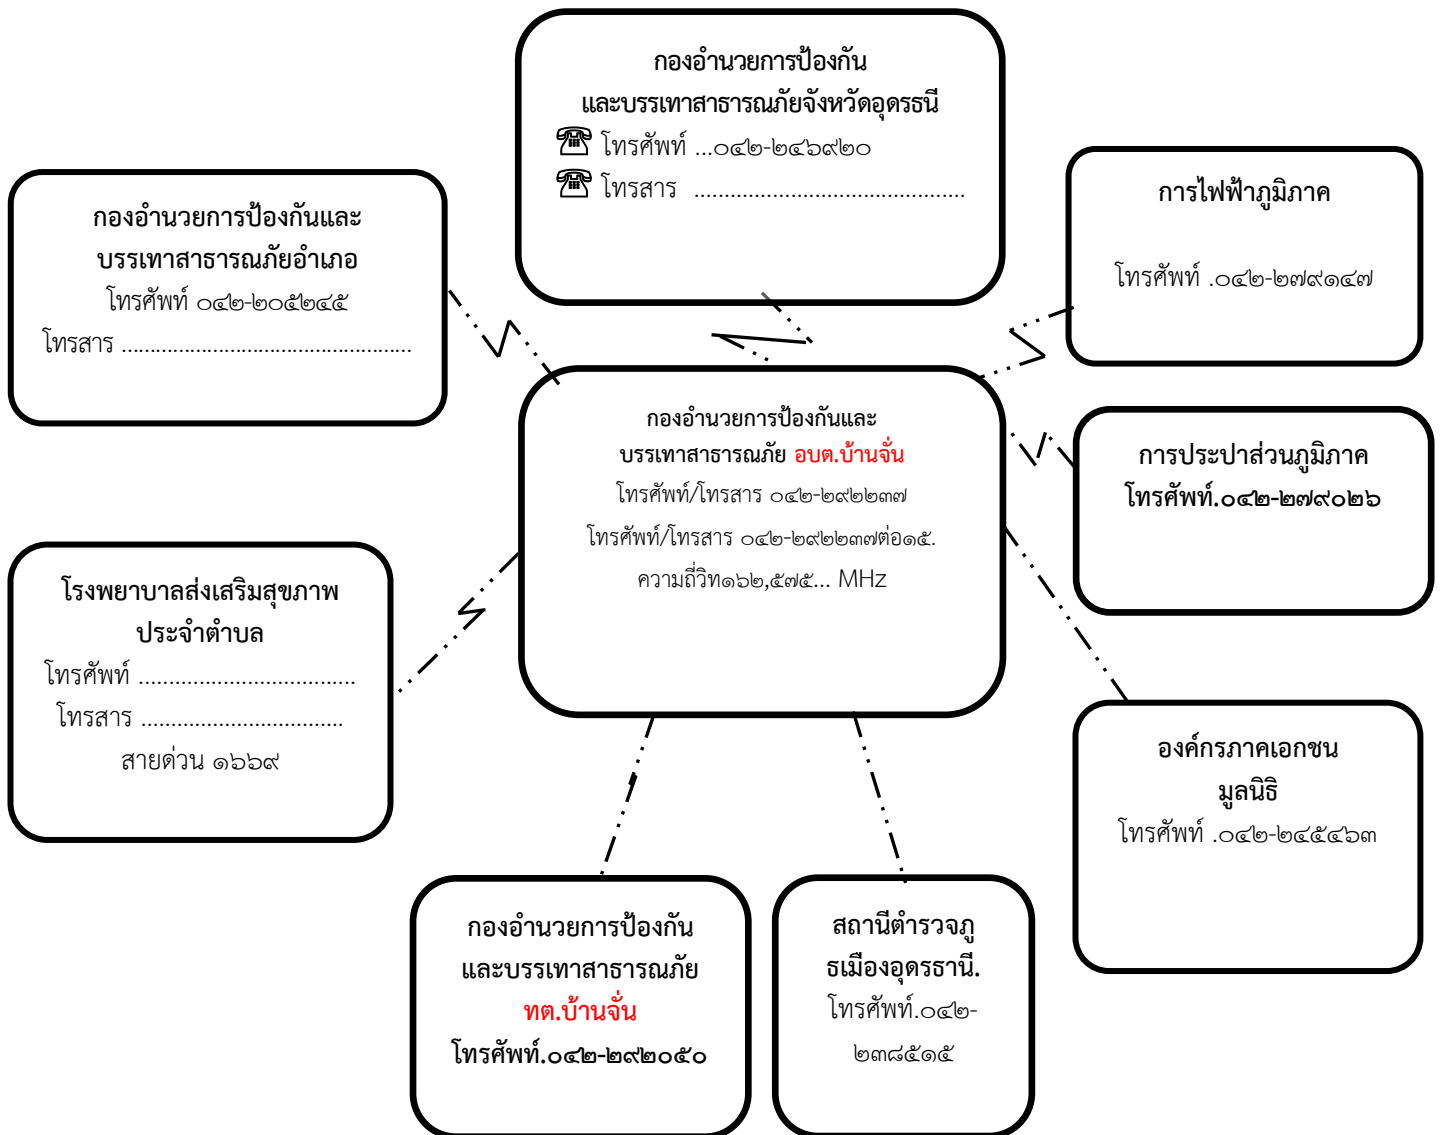 กองอำนวยการป้องกัน
และบรรเทาสาธารณภัยจังหวัดอุดรธนี
โทรศัพท์ ...๐๔๒-๒๔๖๙๒๐
โทรสาร ............................................
กองอำนวยการป้องกันและ
บรรเทาสาธารณภัยอำเภอ
โทรศัพท์ ๐๔๒-๒๐๕๒๔๕
โทรสาร ................................................
การไฟฟ้าภูมิภาค
โทรศัพท์ .๐๔๒-๒๗๙๑๔๗
กองอำนวยการป้องกันและ
บรรเทาสาธารณภัย อบต.บ้านจั่น
โทรศัพท์/โทรสาร ๐๔๒-๒๙๒๒๓๗
โทรศัพท์/โทรสาร ๐๔๒-๒๙๒๒๓๗ต่อ๑๕.
ความถี่วิท๑๖๒,๕๗๕... MHz
การประปาส่วนภูมิภาค
โทรศัพท์.๐๔๒-๒๗๙๐๒๖
โรงพยาบาลส่งเสริมสุขภาพ
ประจำตำบล
โทรศัพท์ ....................................
โทรสาร .................................
สายด่วน ๑๖๖๙
องค์กรภาคเอกชน
มูลนิธิ
โทรศัพท์ .๐๔๒-๒๔๕๔๖๓
กองอำนวยการป้องกัน
และบรรเทาสาธารณภัย
ทต.บ้านจั่น
โทรศัพท์.๐๔๒-๒๙๒๐๕๐
สถานีตำรวจภู
ธเมืองอุดรธานี.
โทรศัพท์.๐๔๒-
๒๓๘๕๑๕